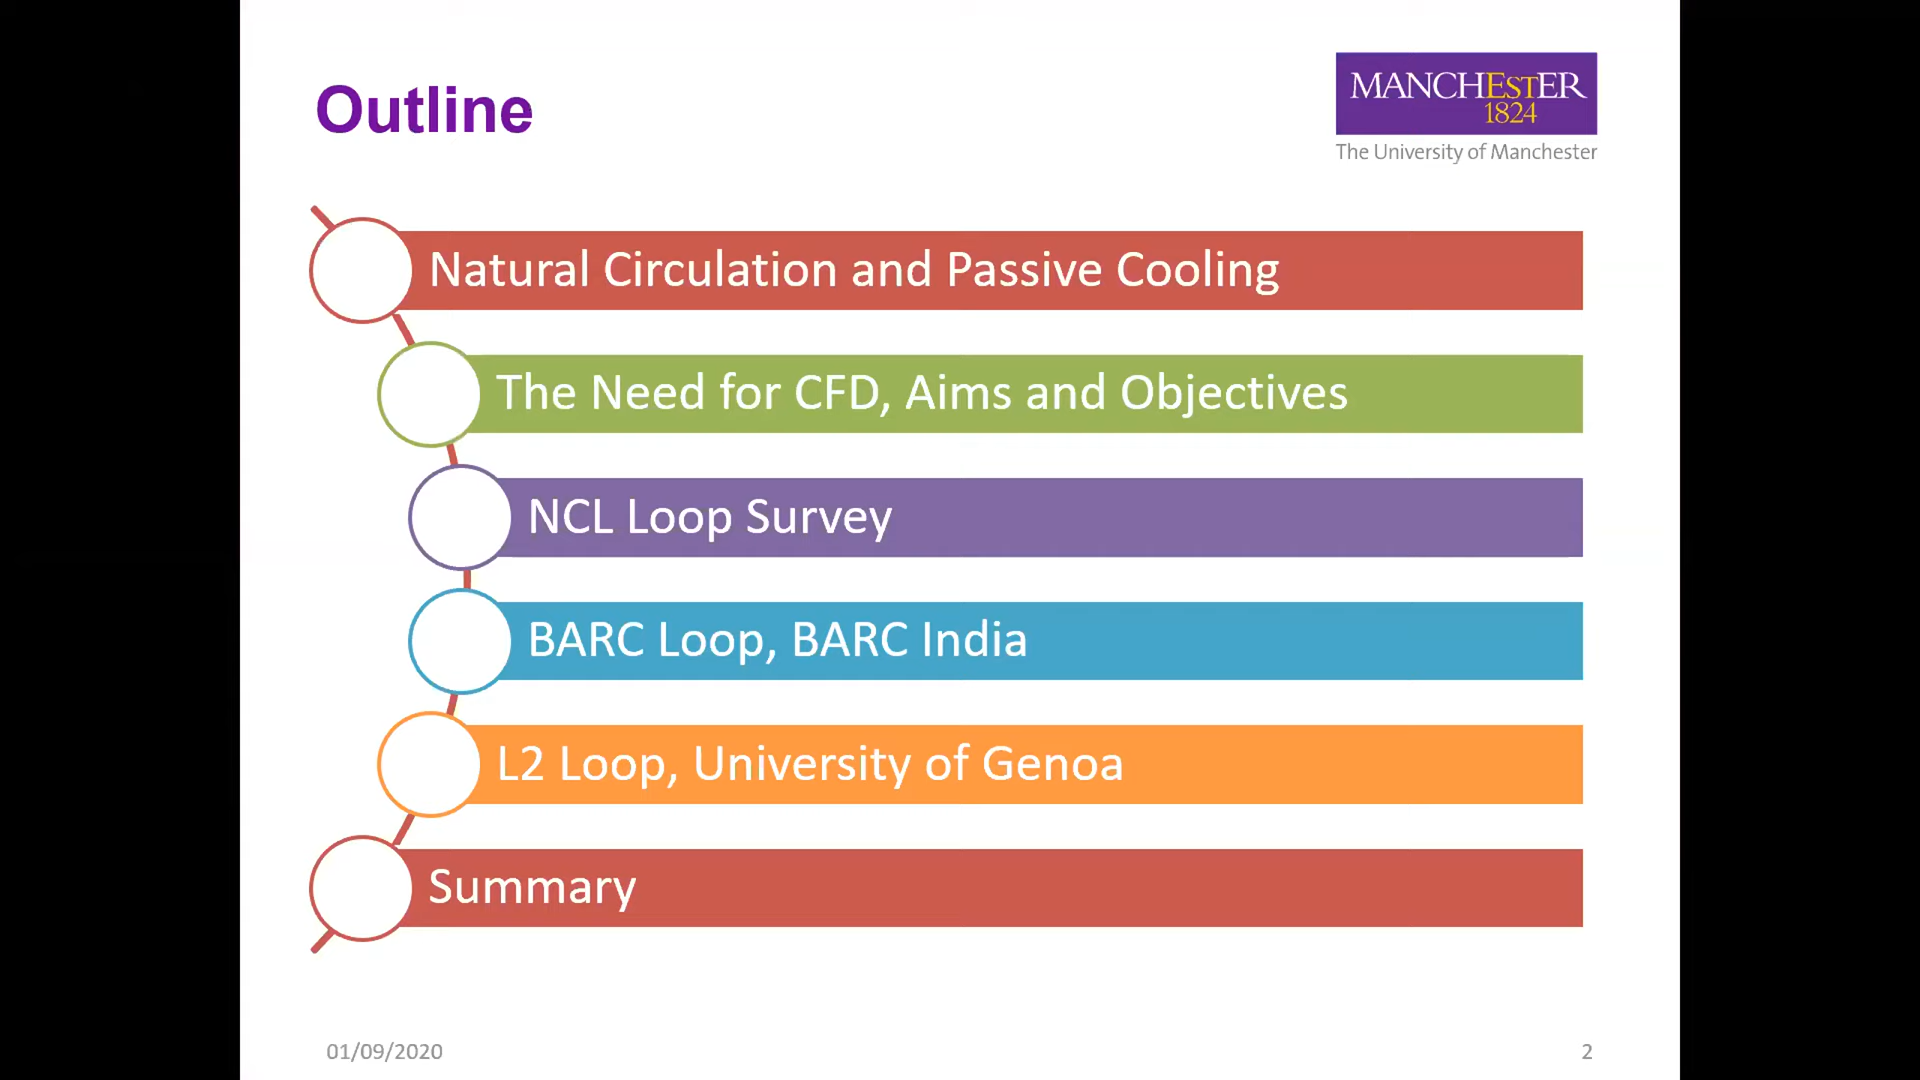 Outline
MANCHESTER
1824
The University of Manchester
Natural Circulation and Passive Cooling
The Need for CFD, Aims and Objectives
NCL Loop Survey
BARC Loop, BARC India
L2 Loop, University of Genoa
Summary
01/09/2020
2